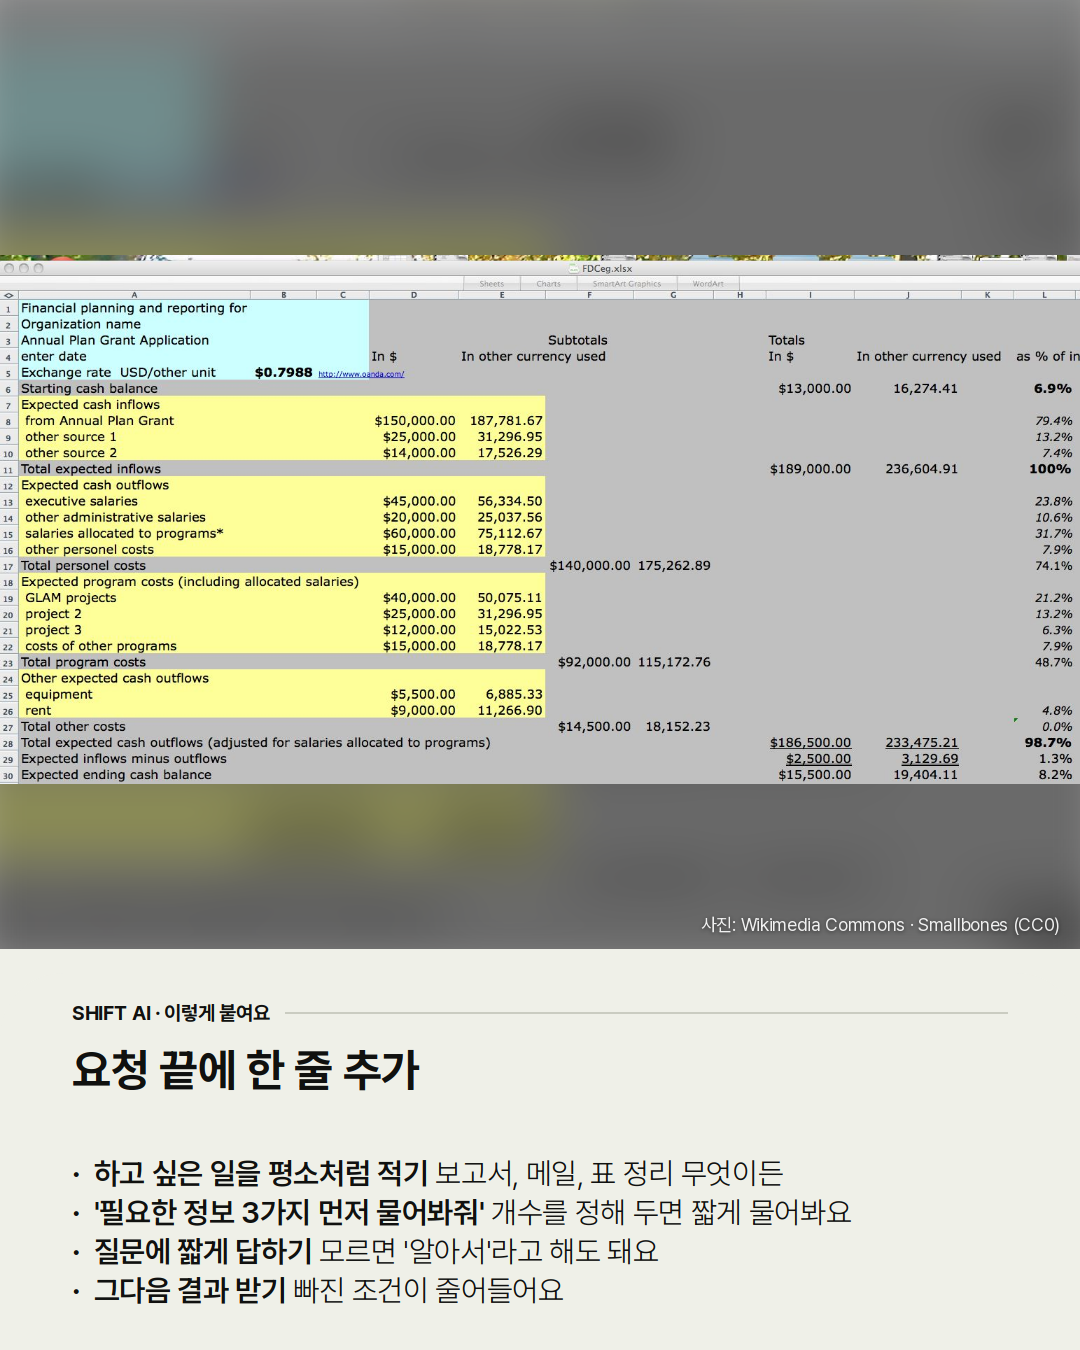 FDCeg.xlsx
Sheets Charts SmartArt Graphics WordArt
A B C D E F G H I J K L
1 Financial planning and reporting for
2 Organization name
3 Annual Plan Grant Application Subtotals Totals
4 enter date In $ In other currency used In $ In other currency used as % of in
5 Exchange rate USD/other unit $0.7988 http://www.oanda.com/
6 Starting cash balance $13,000.00 16,274.41 6.9%
7 Expected cash inflows
8 from Annual Plan Grant $150,000.00 187,781.67 79.4%
9 other source 1 $25,000.00 31,296.95 13.2%
10 other source 2 $14,000.00 17,526.29 7.4%
11 Total expected inflows $189,000.00 236,604.91 100%
12 Expected cash outflows
13 executive salaries $45,000.00 56,334.50 23.8%
14 other administrative salaries $20,000.00 25,037.56 10.6%
15 salaries allocated to programs* $60,000.00 75,112.67 31.7%
16 other personel costs $15,000.00 18,778.17 7.9%
17 Total personel costs $140,000.00 175,262.89 74.1%
18 Expected program costs (including allocated salaries)
19 GLAM projects $40,000.00 50,075.11 21.2%
20 project 2 $25,000.00 31,296.95 13.2%
21 project 3 $12,000.00 15,022.53 6.3%
22 costs of other programs $15,000.00 18,778.17 7.9%
23 Total program costs $92,000.00 115,172.76 48.7%
24 Other expected cash outflows
25 equipment $5,500.00 6,885.33
26 rent $9,000.00 11,266.90 4.8%
27 Total other costs $14,500.00 18,152.23 0.0%
28 Total expected cash outflows (adjusted for salaries allocated to programs) $186,500.00 233,475.21 98.7%
29 Expected inflows minus outflows $2,500.00 3,129.69 1.3%
30 Expected ending cash balance $15,500.00 19,404.11 8.2%
사진: Wikimedia Commons · Smallbones (CC0)
SHIFT AI · 이렇게 붙여요
요청 끝에 한 줄 추가
• 하고 싶은 일을 평소처럼 적기 보고서, 메일, 표 정리 무엇이든
• '필요한 정보 3가지 먼저 물어봐줘' 개수를 정해 두면 짧게 물어봐요
• 질문에 짧게 답하기 모르면 '알아서'라고 해도 돼요
• 그다음 결과 받기 빠진 조건이 줄어들어요